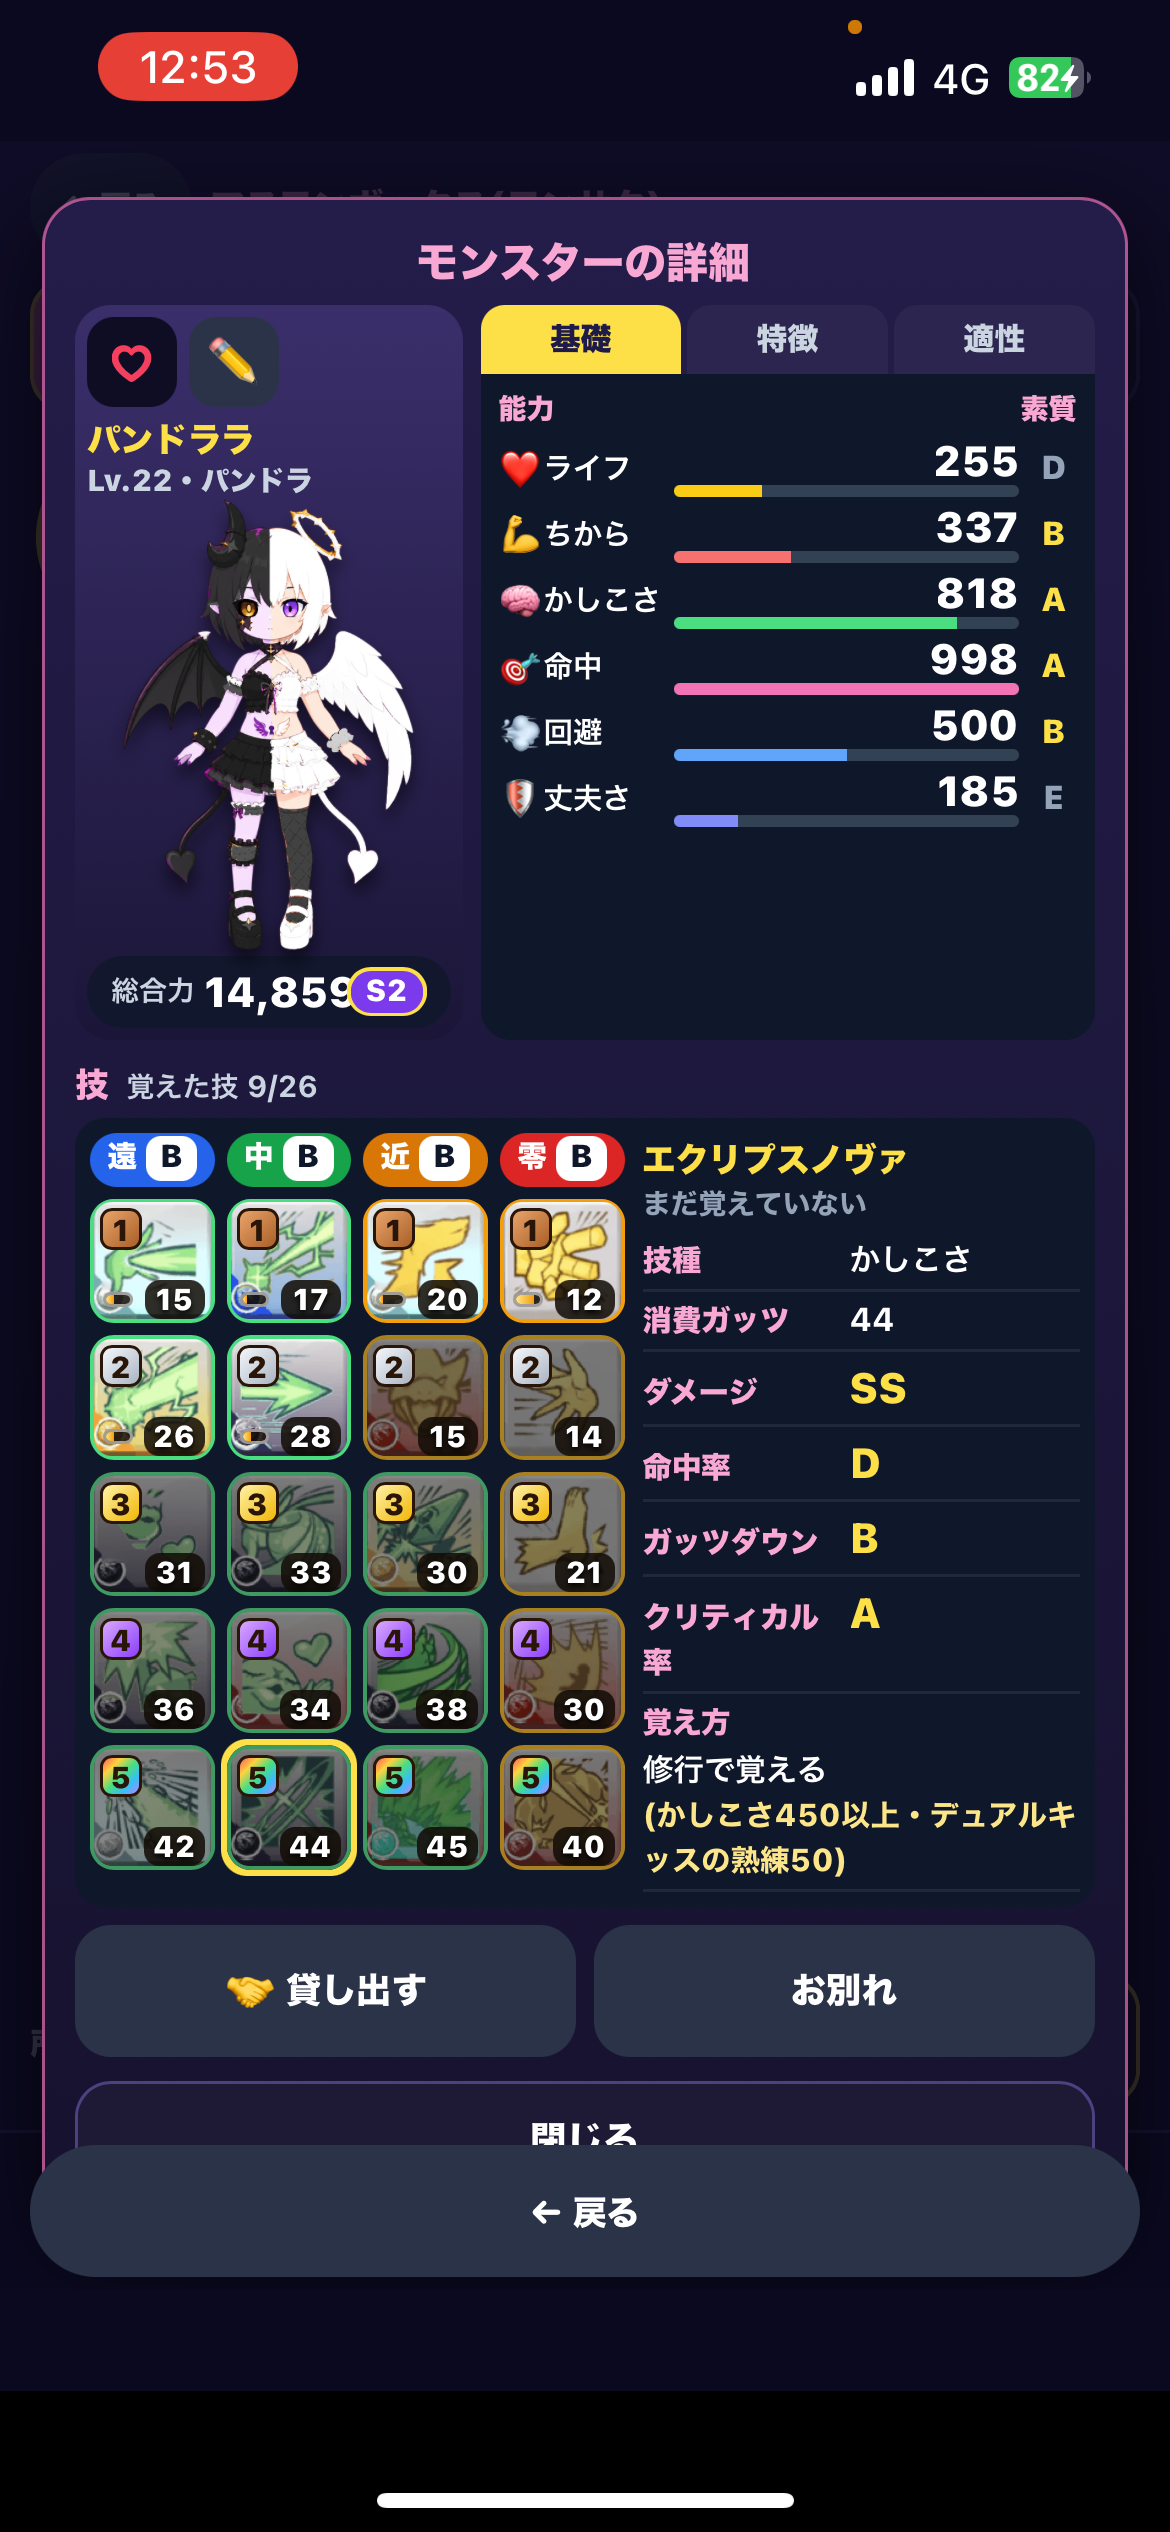 12:53
4G
82
モンスターの詳細
基礎
特徴
適性
パンドララ
Lv.22・パンドラ
能力
素質
ライフ
255
D
ちから
337
B
かしこさ
818
A
命中
998
A
回避
500
B
丈夫さ
185
E
総合力 14,859 S2
技 覚えた技 9/26
遠 B
中 B
近 B
零 B
1
15
1
17
1
20
1
12
2
26
2
28
2
15
2
14
3
31
3
33
3
30
3
21
4
36
4
34
4
38
4
30
5
42
5
44
5
45
5
40
エクリプスノヴァ
まだ覚えていない
技種 かしこさ
消費ガッツ 44
ダメージ SS
命中率 D
ガッツダウン B
クリティカル A
率
覚え方
修行で覚える
(かしこさ450以上・デュアルキ
ッスの熟練50)
貸し出す
お別れ
閉じる
← 戻る